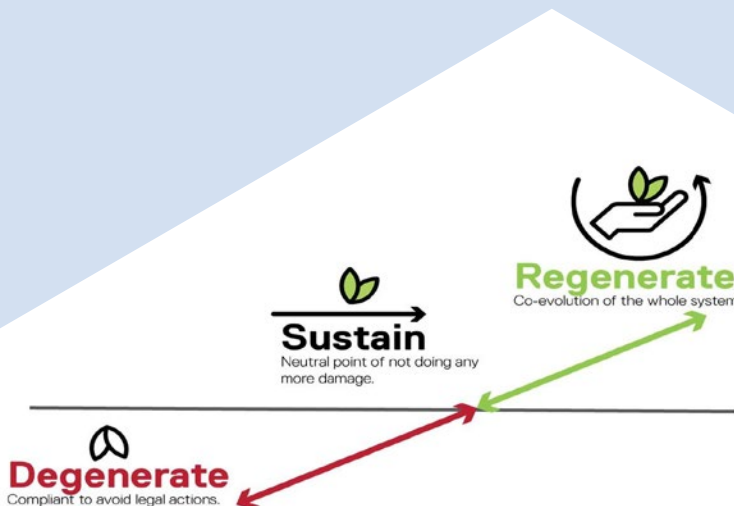 Regenerate
Co-evolution of the whole system
Sustain
Neutral point of not doing any
more damage.
Degenerate
Compliant to avoid legal actions.